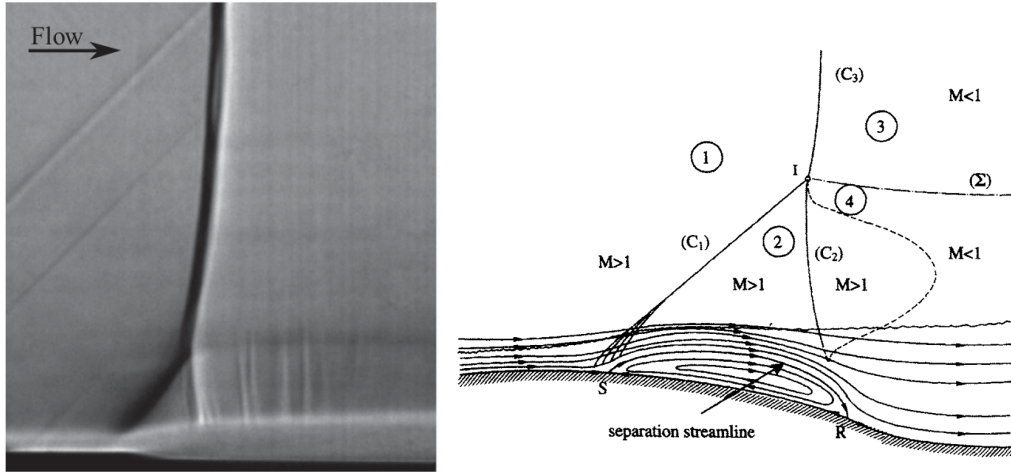 Flow
(C₃)
M<1
③
①
I
(Σ)
④
(C₁)
②
(C₂)
M<1
M>1
M>1
M>1
S
separation streamline
R